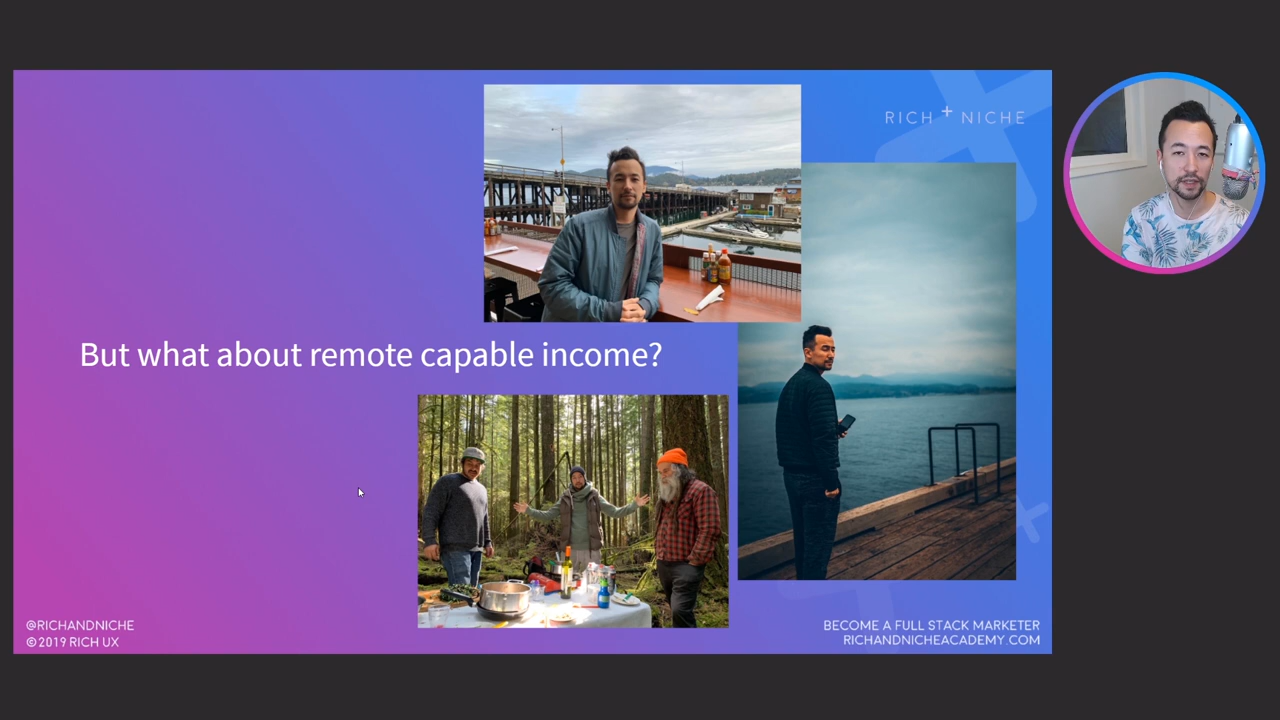 RICH + NICHE
But what about remote capable income?
@RICHANDNICHE
©2019 RICH UX
BECOME A FULL STACK MARKETER
RICHANDNICHEACADEMY.COM